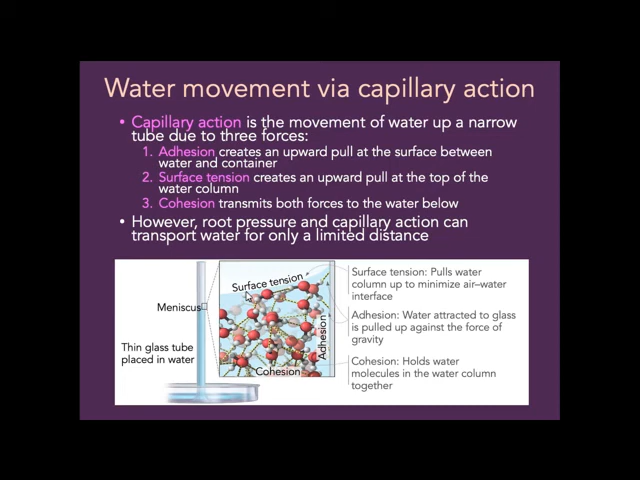 Water movement via capillary action
• Capillary action is the movement of water up a narrow
tube due to three forces:
1. Adhesion creates an upward pull at the surface between
water and container
2. Surface tension creates an upward pull at the top of the
water column
3. Cohesion transmits both forces to the water below
• However, root pressure and capillary action can
transport water for only a limited distance
Meniscus
Thin glass tube
placed in water
Surface tension
Adhesion
Cohesion
Surface tension: Pulls water
column up to minimize air–water
interface
Adhesion: Water attracted to glass
is pulled up against the force of
gravity
Cohesion: Holds water
molecules in the water column
together